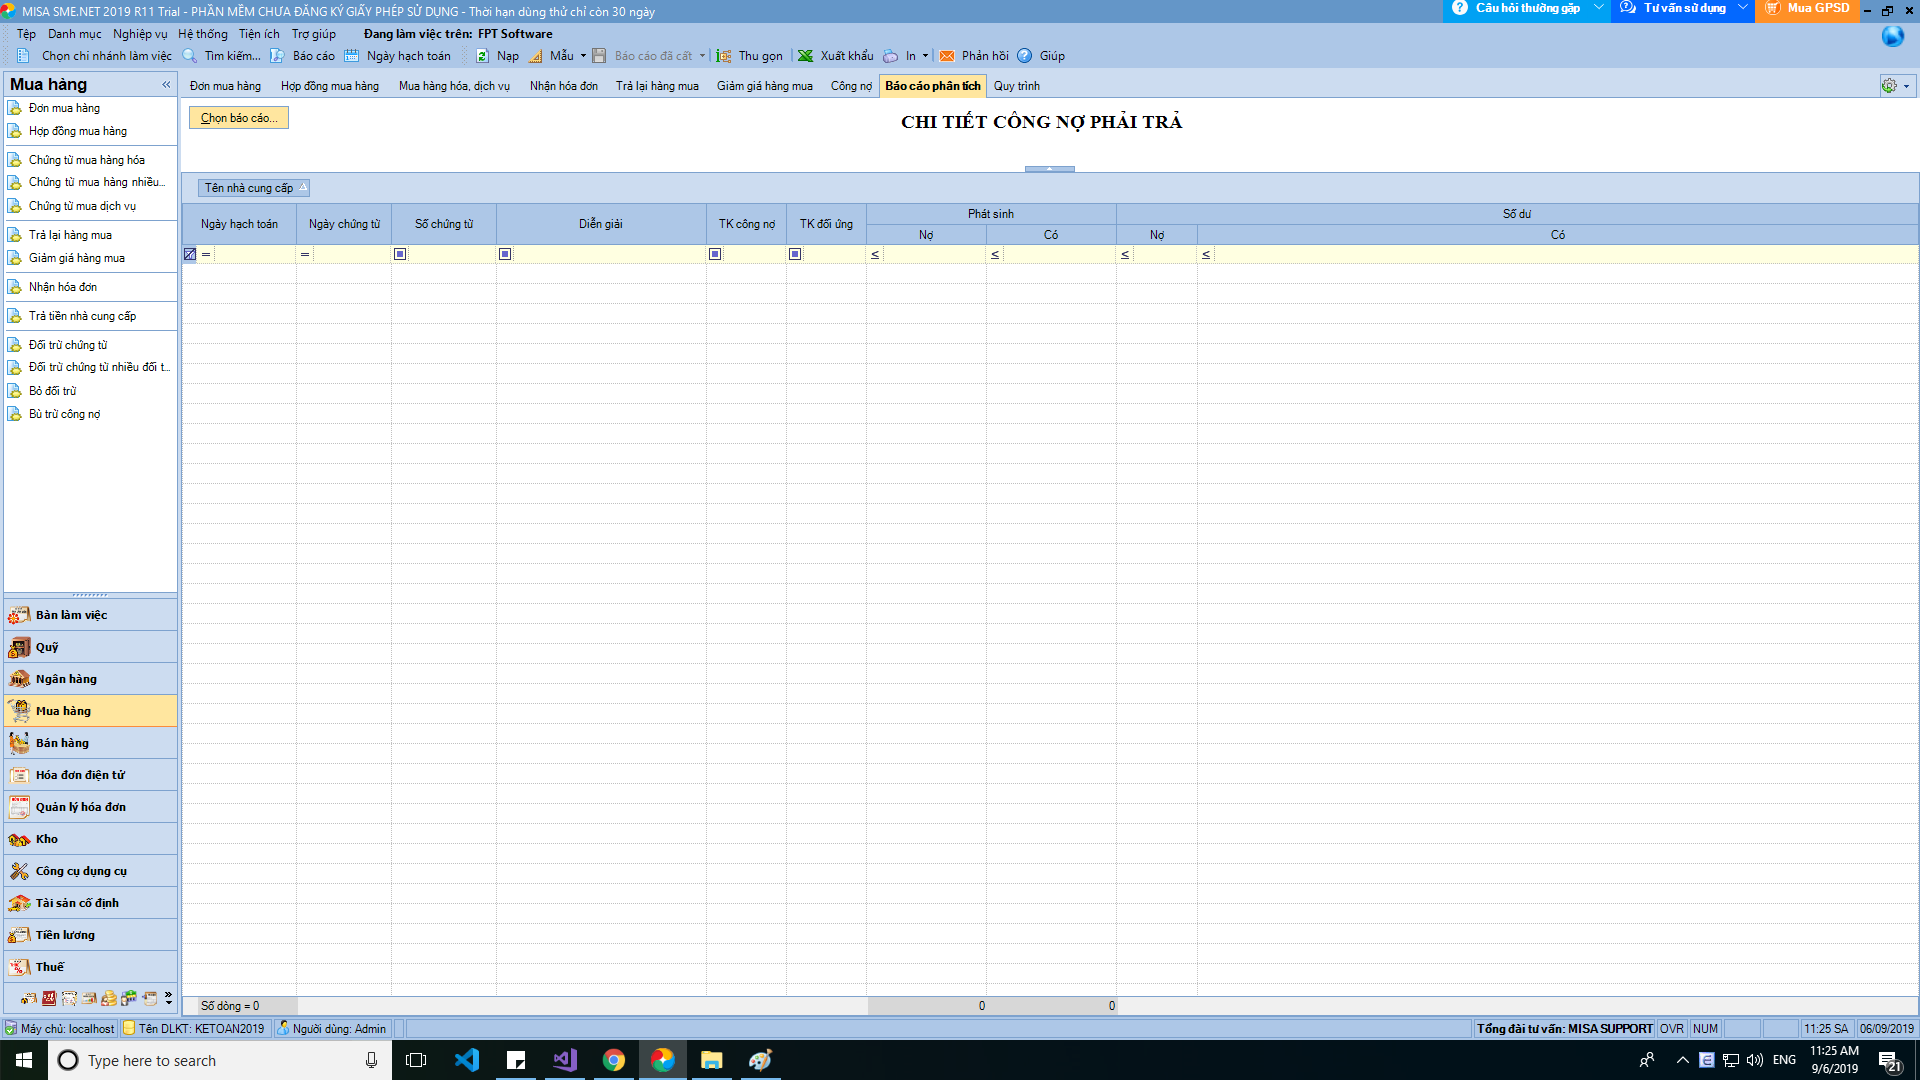 MISA SME.NET 2019 R11 Trial - PHẦN MỀM CHƯA ĐĂNG KÝ GIẤY PHÉP SỬ DỤNG - Thời hạn dùng thử chỉ còn 30 ngày
Câu hỏi thường gặp
Tư vấn sử dụng
Mua GPSD
Tệp Danh mục Nghiệp vụ Hệ thống Tiện ích Trợ giúp Đang làm việc trên: FPT Software
Chọn chi nhánh làm việc Tìm kiếm... Báo cáo Ngày hạch toán Nạp Mẫu Báo cáo đã cất Thu gọn Xuất khẩu In Phản hồi Giúp
Mua hàng
Đơn mua hàng Hợp đồng mua hàng Mua hàng hóa, dịch vụ Nhận hóa đơn Trả lại hàng mua Giảm giá hàng mua Công nợ Báo cáo phân tích Quy trình
Đơn mua hàng
Hợp đồng mua hàng
Chứng từ mua hàng hóa
Chứng từ mua hàng nhiều...
Chứng từ mua dịch vụ
Trả lại hàng mua
Giảm giá hàng mua
Nhận hóa đơn
Trả tiền nhà cung cấp
Đối trừ chứng từ
Đối trừ chứng từ nhiều đối t...
Bỏ đối trừ
Bù trừ công nợ
Bàn làm việc
Quỹ
Ngân hàng
Mua hàng
Bán hàng
Hóa đơn điện tử
Quản lý hóa đơn
Kho
Công cụ dụng cụ
Tài sản cố định
Tiền lương
Thuế
Chọn báo cáo...
CHI TIẾT CÔNG NỢ PHẢI TRẢ
Tên nhà cung cấp
Ngày hạch toán Ngày chứng từ Số chứng từ Diễn giải TK công nợ TK đối ứng Phát sinh Số dư
Nợ Có Nợ Có
= = ≤ ≤ ≤ ≤
Số dòng = 0 0 0
Máy chủ: localhost Tên DLKT: KETOAN2019 Người dùng: Admin Tổng đài tư vấn: MISA SUPPORT OVR NUM 11:25 SA 06/09/2019
Type here to search
ENG
11:25 AM
9/6/2019
21